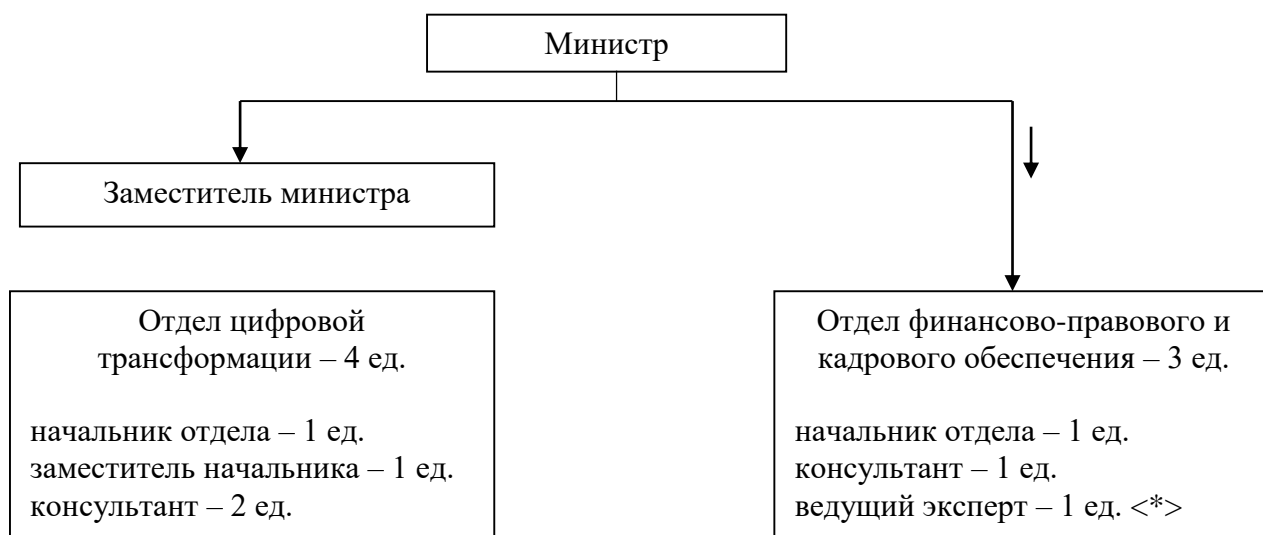 Министр
Заместитель министра
Отдел цифровой
трансформации – 4 ед.
начальник отдела – 1 ед.
заместитель начальника – 1 ед.
консультант – 2 ед.
Отдел финансово-правового и
кадрового обеспечения – 3 ед.
начальник отдела – 1 ед.
консультант – 1 ед.
ведущий эксперт – 1 ед. <*>